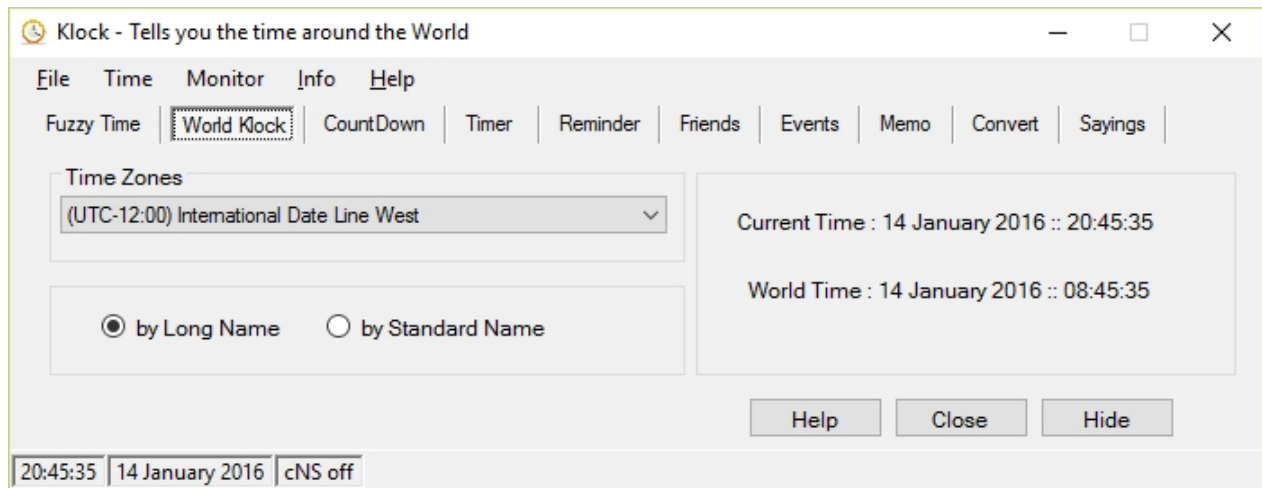 Klock - Tells you the time around the World
File Time Monitor Info Help
Fuzzy Time World Klock CountDown Timer Reminder Friends Events Memo Convert Sayings
Time Zones
(UTC-12:00) International Date Line West
Current Time : 14 January 2016 :: 20:45:35
World Time : 14 January 2016 :: 08:45:35
by Long Name by Standard Name
Help Close Hide
20:45:35 14 January 2016 cNS off